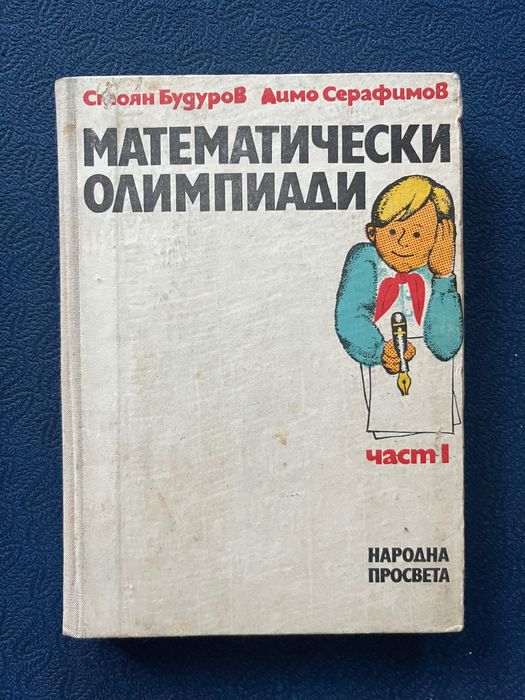 Стоян Будуров Димо Серафимов
МАТЕМАТИЧЕСКИ
ОЛИМПИАДИ
част I
НАРОДНА
ПРОСВЕТА